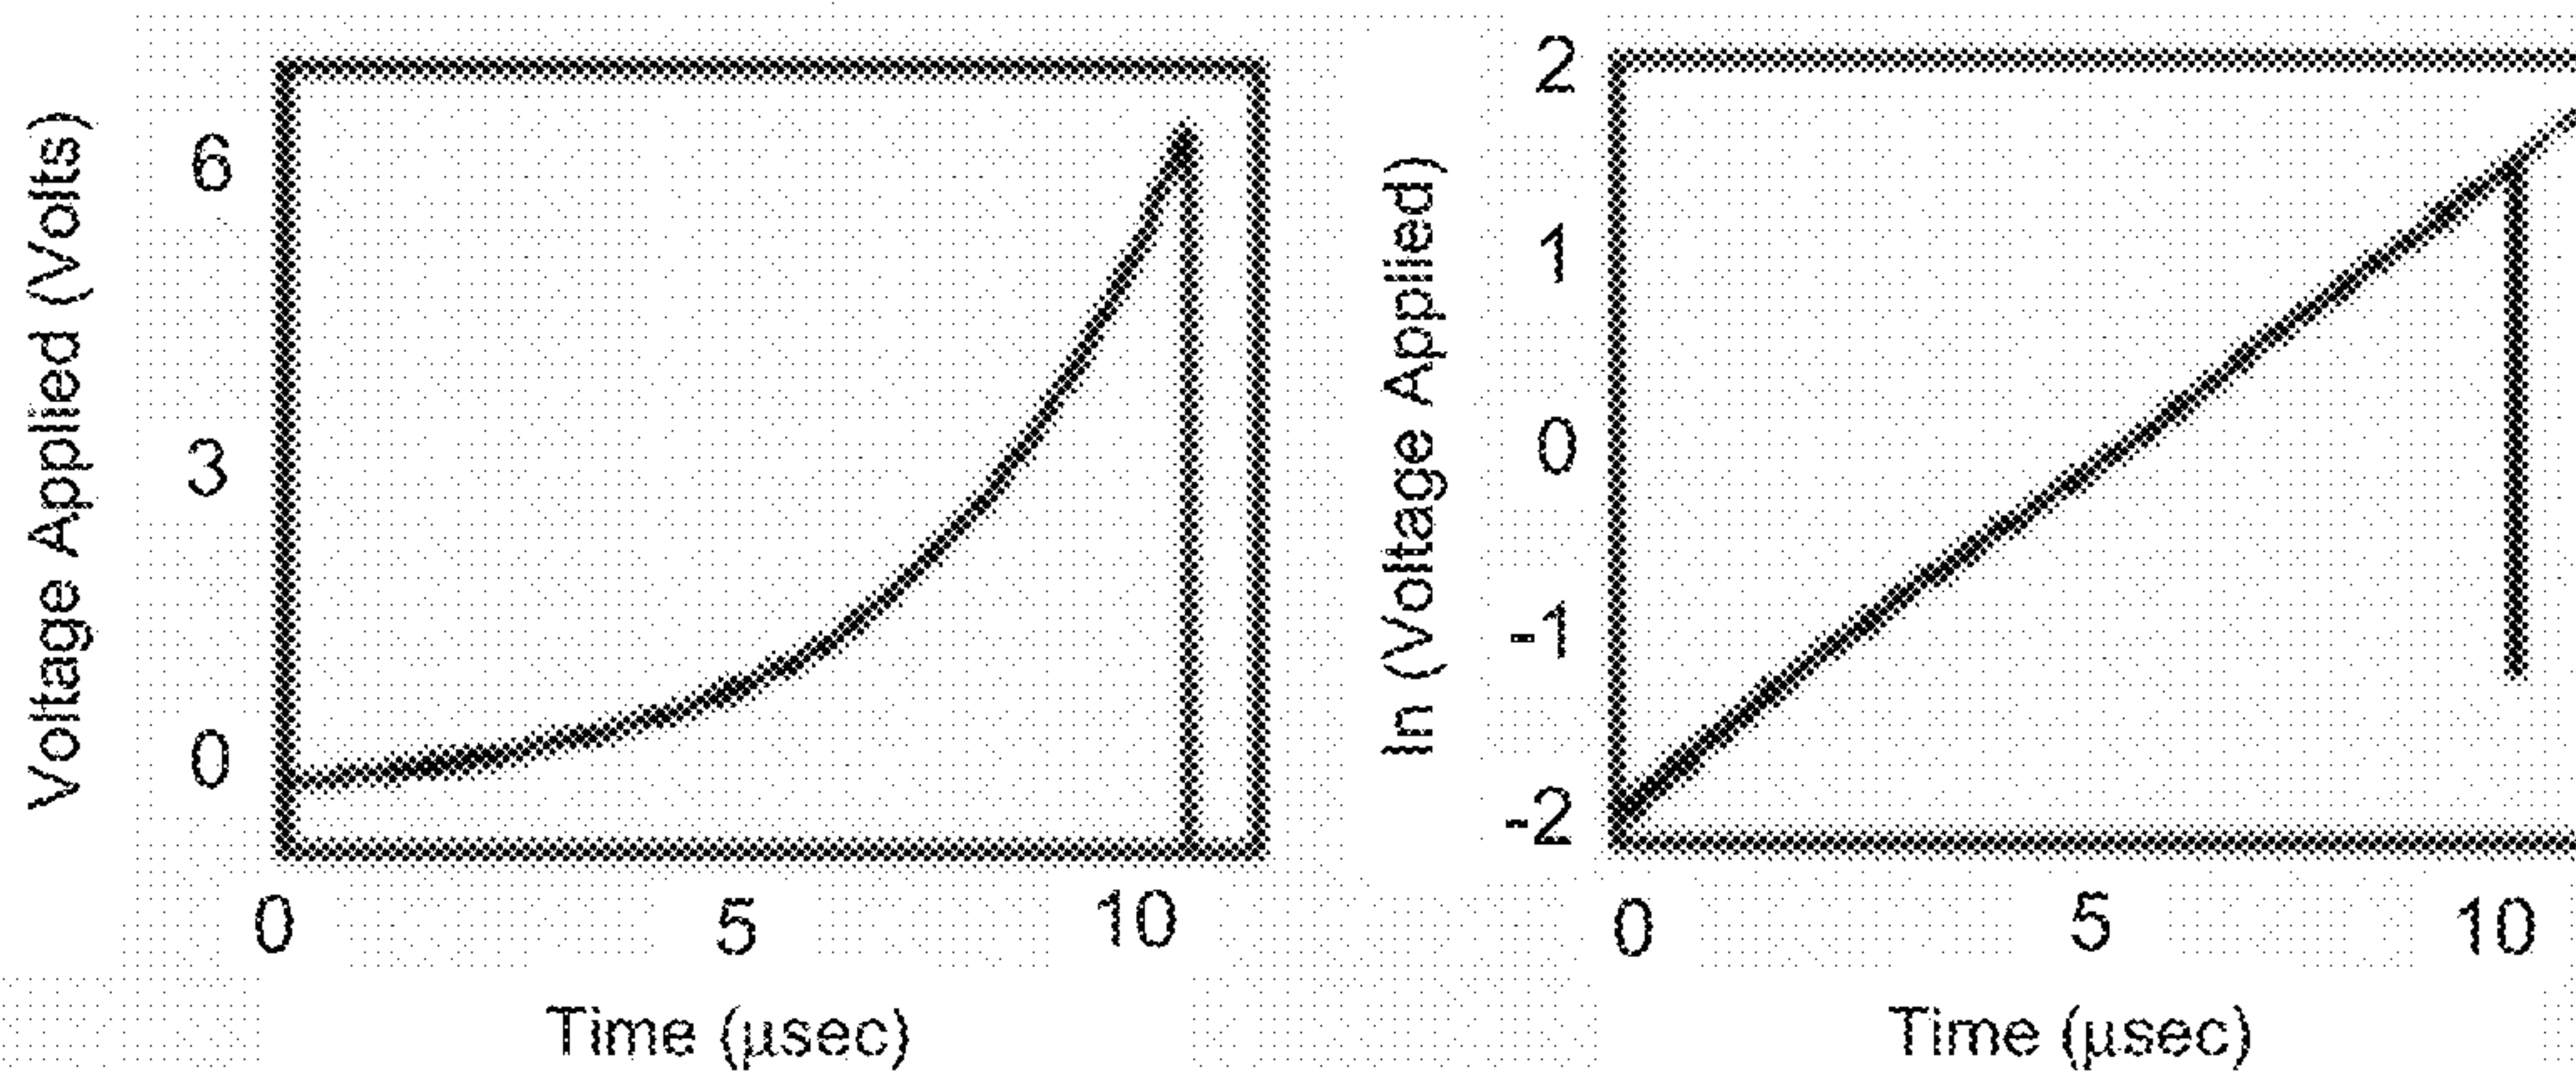 Voltage Applied (Volts)
6
3
0
0 5 10
Time (μsec)
ln (Voltage Applied)
2
1
0
-1
-2
0 5 10
Time (μsec)